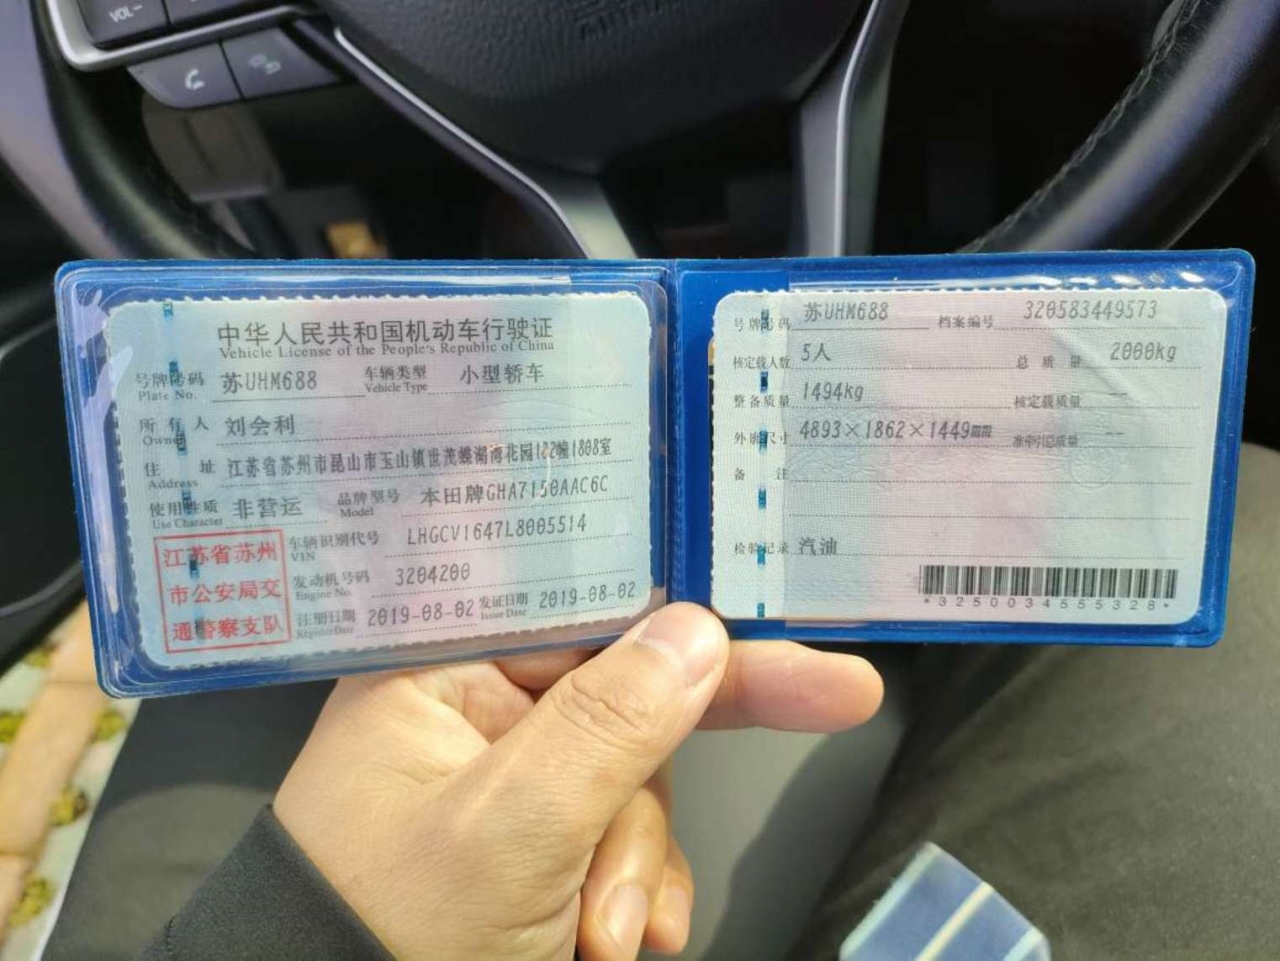 VOL−
中华人民共和国机动车行驶证
Vehicle License of the People's Republic of China
号牌号码 苏UHM688 车辆类型 小型轿车
Plate No. Vehicle Type
所有人 刘会利
Owner
住址 江苏省苏州市昆山市玉山镇世茂蝶湖湾花园122幢1808室
Address
使用性质 非营运 品牌型号 本田牌GHA7150AAC6C
Use Character Model
江苏省苏州
市公安局交
通警察支队
车辆识别代号 LHGCV1647L8005514
VIN
发动机号码 3204200
Engine No.
注册日期 2019-08-02 发证日期 2019-08-02
Register Date Issue Date
号牌号码 苏UHM688 档案编号 320583449573
核定载人数 5人 总质量 2000kg
整备质量 1494kg 核定载质量 --
外廓尺寸 4893×1862×1449mm 准牵引总质量 --
备注
检验记录 汽油
*3250034555328*